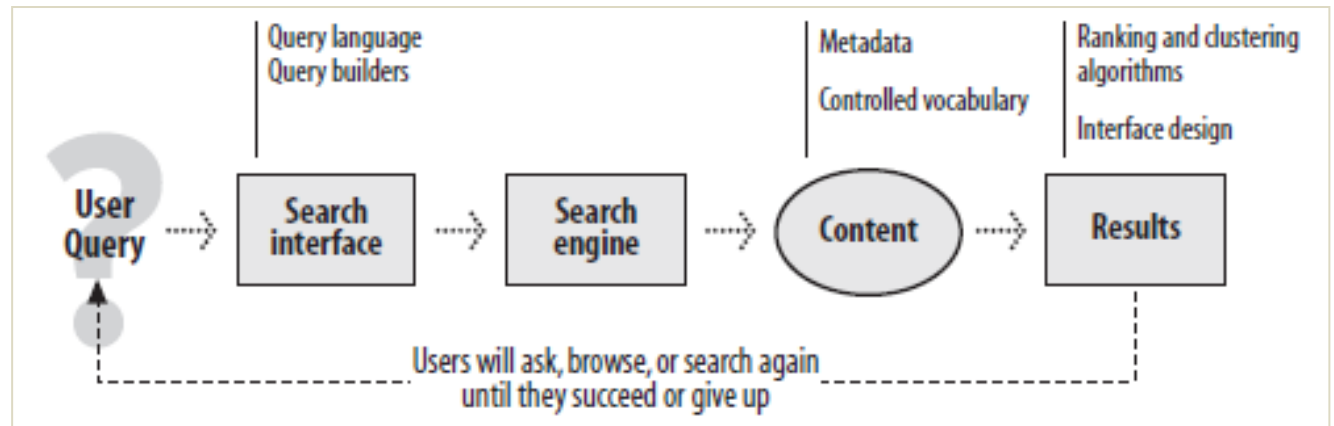 Query language
Query builders
Metadata
Controlled vocabulary
Ranking and clustering
algorithms
Interface design
?
User
Query
Search
interface
Search
engine
Content
Results
Users will ask, browse, or search again
until they succeed or give up